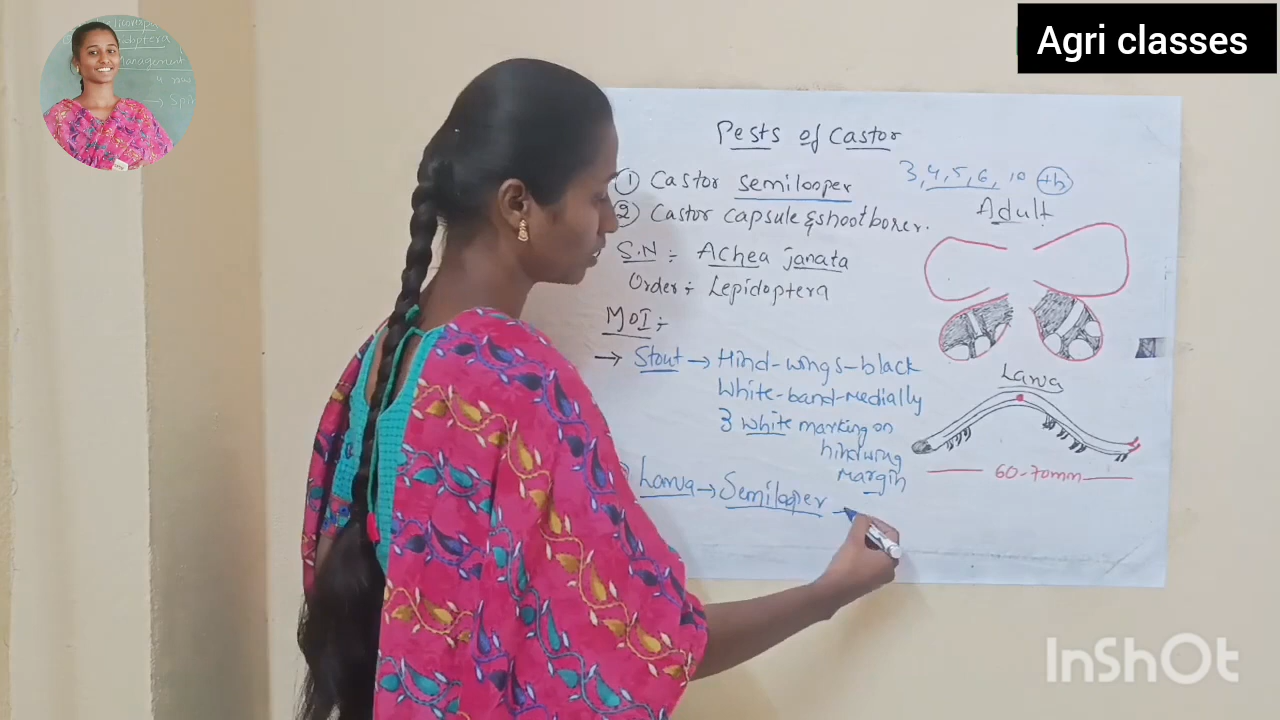 Agri classes
Pests of Castor
① Castor semilooper
3, 4, 5, 6, 10 th
② Castor capsule & shoot borer.
Adult
S.N :- Achea janata
Order :- Lepidoptera
MOI :-
→ Stout → Hind-wings-black
White-band-medially
3 white marking on
hindwing
margin
Larva
60-70mm
Larva → Semilooper →
InShOt